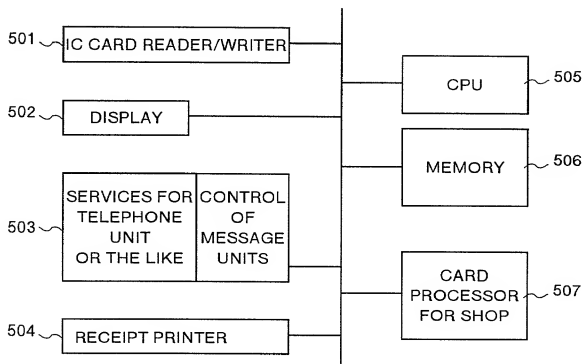 501
IC CARD READER/WRITER
502
DISPLAY
503
SERVICES FOR
TELEPHONE
UNIT
OR THE LIKE
CONTROL
OF
MESSAGE
UNITS
504
RECEIPT PRINTER
CPU
505
MEMORY
506
CARD
PROCESSOR
FOR SHOP
507